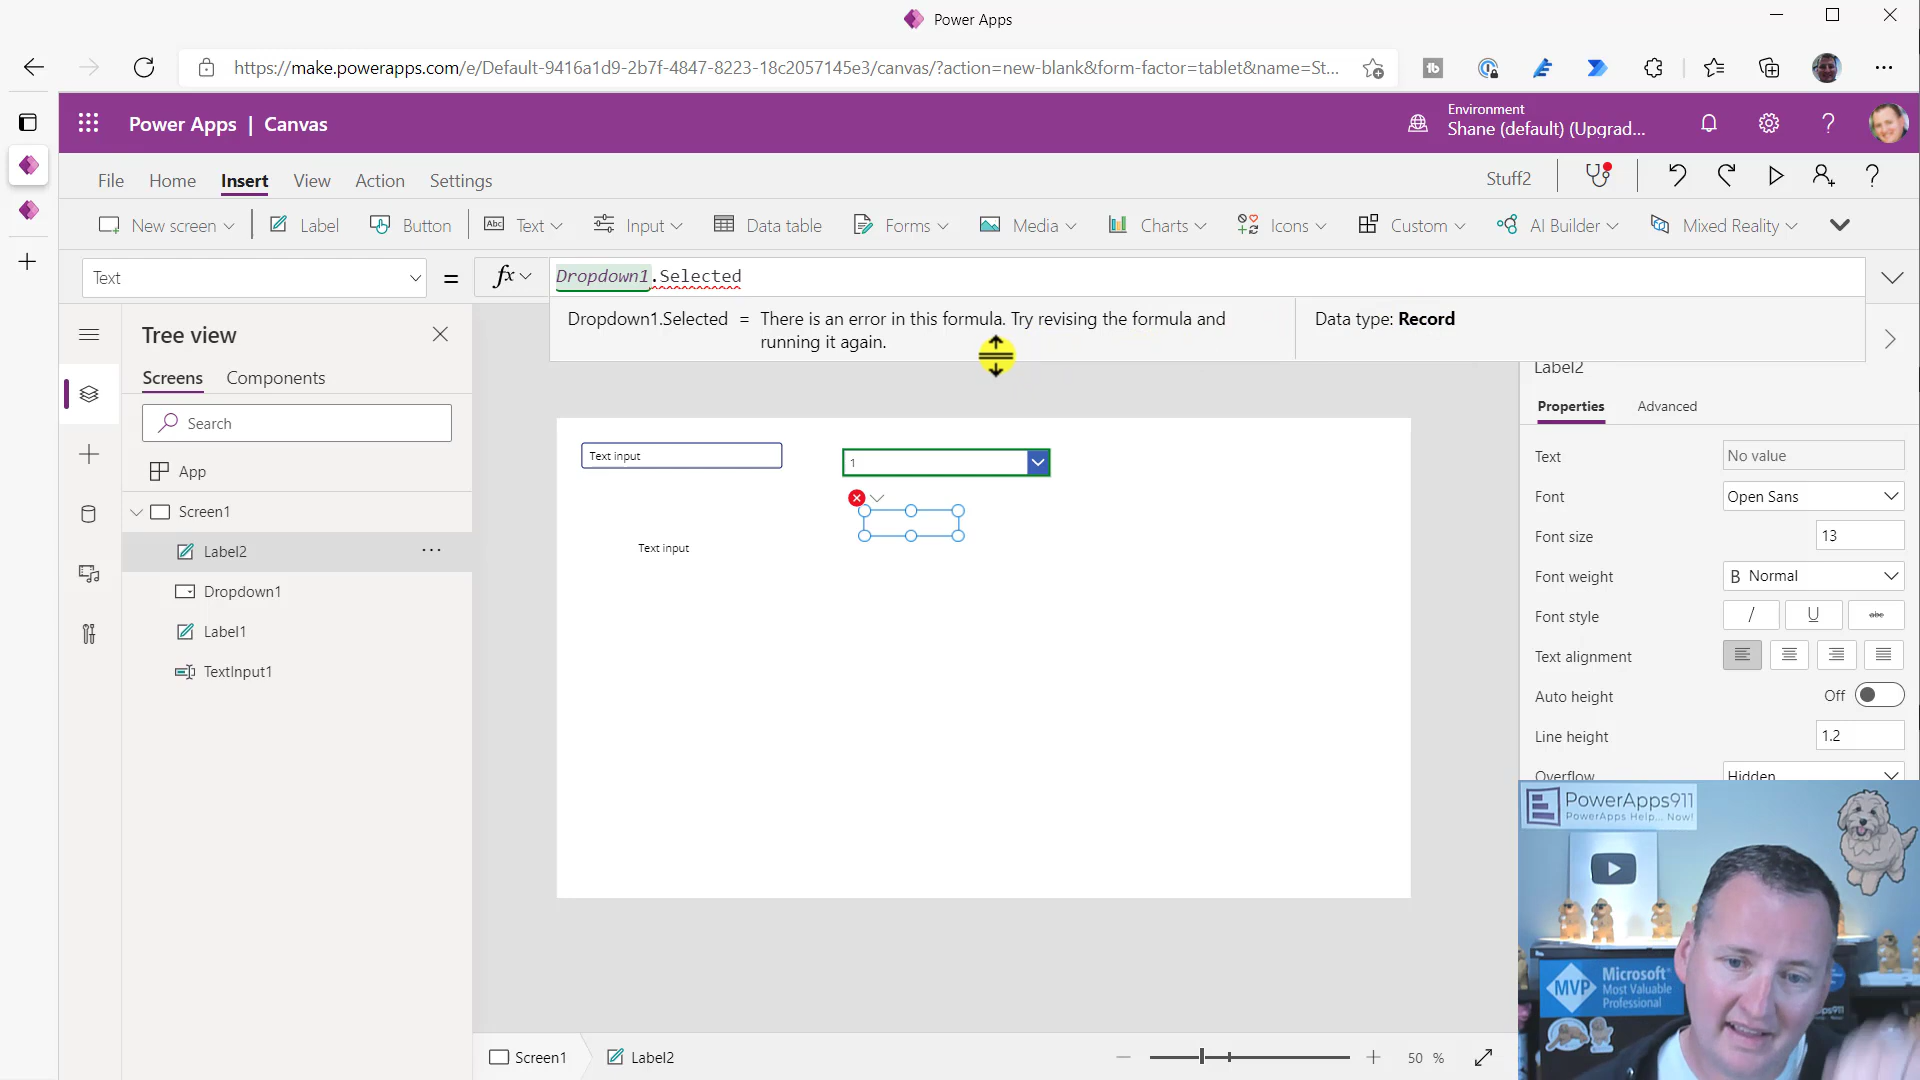 Power Apps
https://make.powerapps.com/e/Default-9416a1d9-2b7f-4847-8223-18c2057145e3/canvas/?action=new-blank&form-factor=tablet&name=St...
Power Apps | Canvas
Environment
Shane (default) (Upgrad...
File Home Insert View Action Settings
Stuff2
New screen Label Button Text Input Data table Forms Media Charts Icons Custom AI Builder Mixed Reality
Text = fx Dropdown1.Selected
Dropdown1.Selected = There is an error in this formula. Try revising the formula and
running it again.
Data type: Record
Tree view
Screens Components
Search
App
Screen1
Label2
Dropdown1
Label1
TextInput1
Text input
1
Text input
Label2
Properties Advanced
Text No value
Font Open Sans
Font size 13
Font weight B Normal
Font style / U abc
Text alignment
Auto height Off
Line height 1.2
Overflow Hidden
PowerApps911
PowerApps Help... Now!
MVP Microsoft®
Most Valuable
Professional
Screen1 Label2
50 %